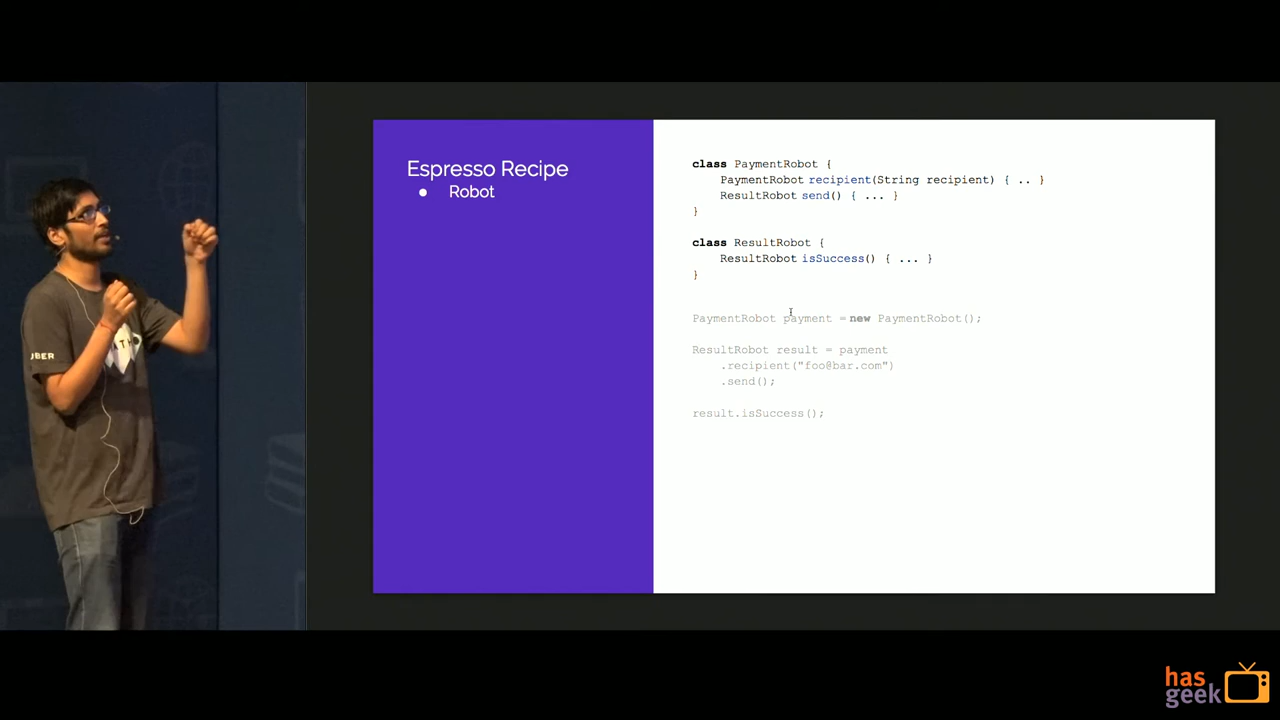 UBER
Espresso Recipe
● Robot
class PaymentRobot {
PaymentRobot recipient(String recipient) { .. }
ResultRobot send() { ... }
}
class ResultRobot {
ResultRobot isSuccess() { ... }
}
PaymentRobot payment = new PaymentRobot();
ResultRobot result = payment
.recipient("foo@bar.com")
.send();
result.isSuccess();
has
geek